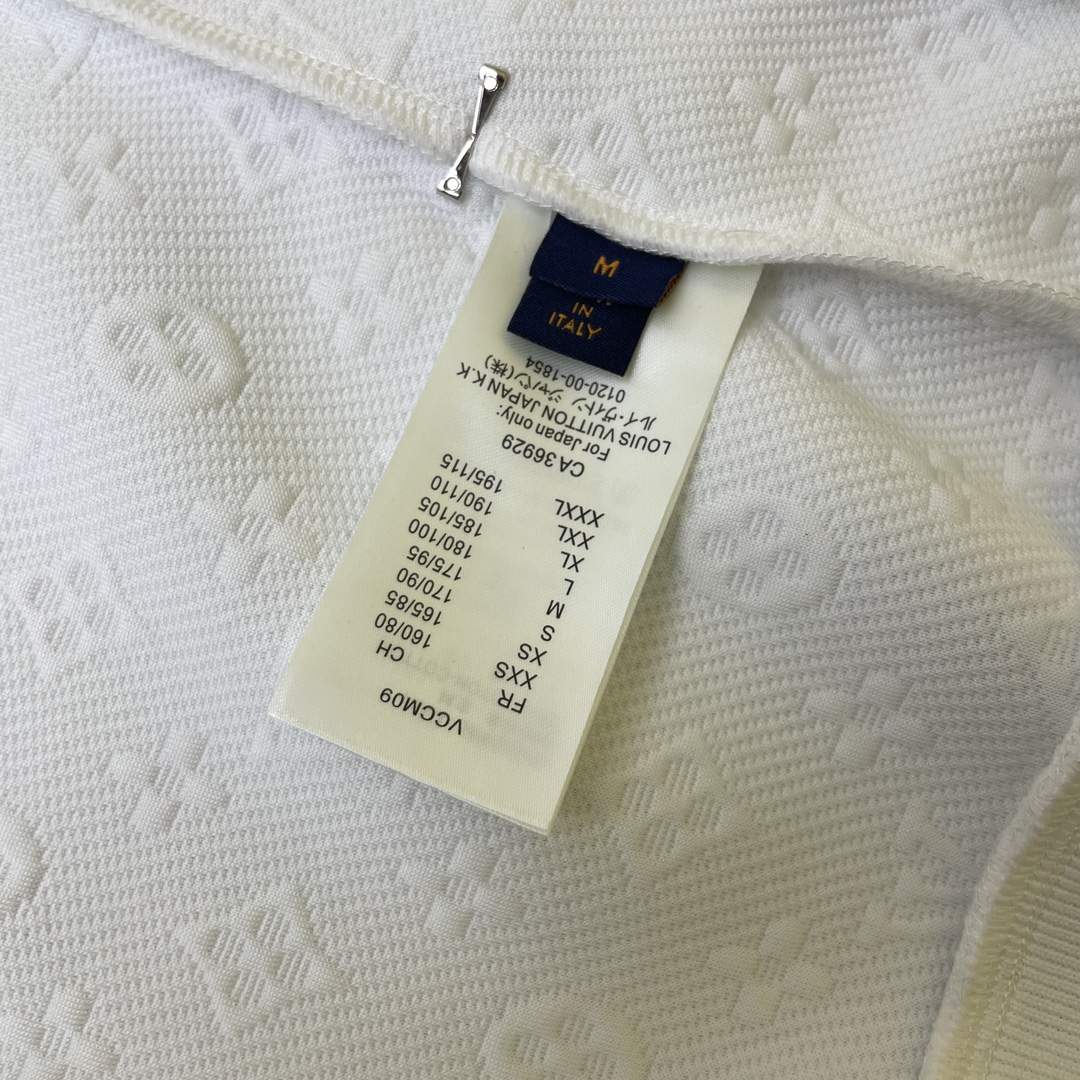 M
IN
ITALY
VCCM09
FR CH
XXS 160/80
XS 165/85
S 170/90
M 175/95
L 180/100
XL 185/105
XXL 190/110
XXXL 195/115
CA 36929
For Japan only:
LOUIS VUITTON JAPAN K.K
ルイ・ヴィトン ジャパン(株)
0120-00-1854